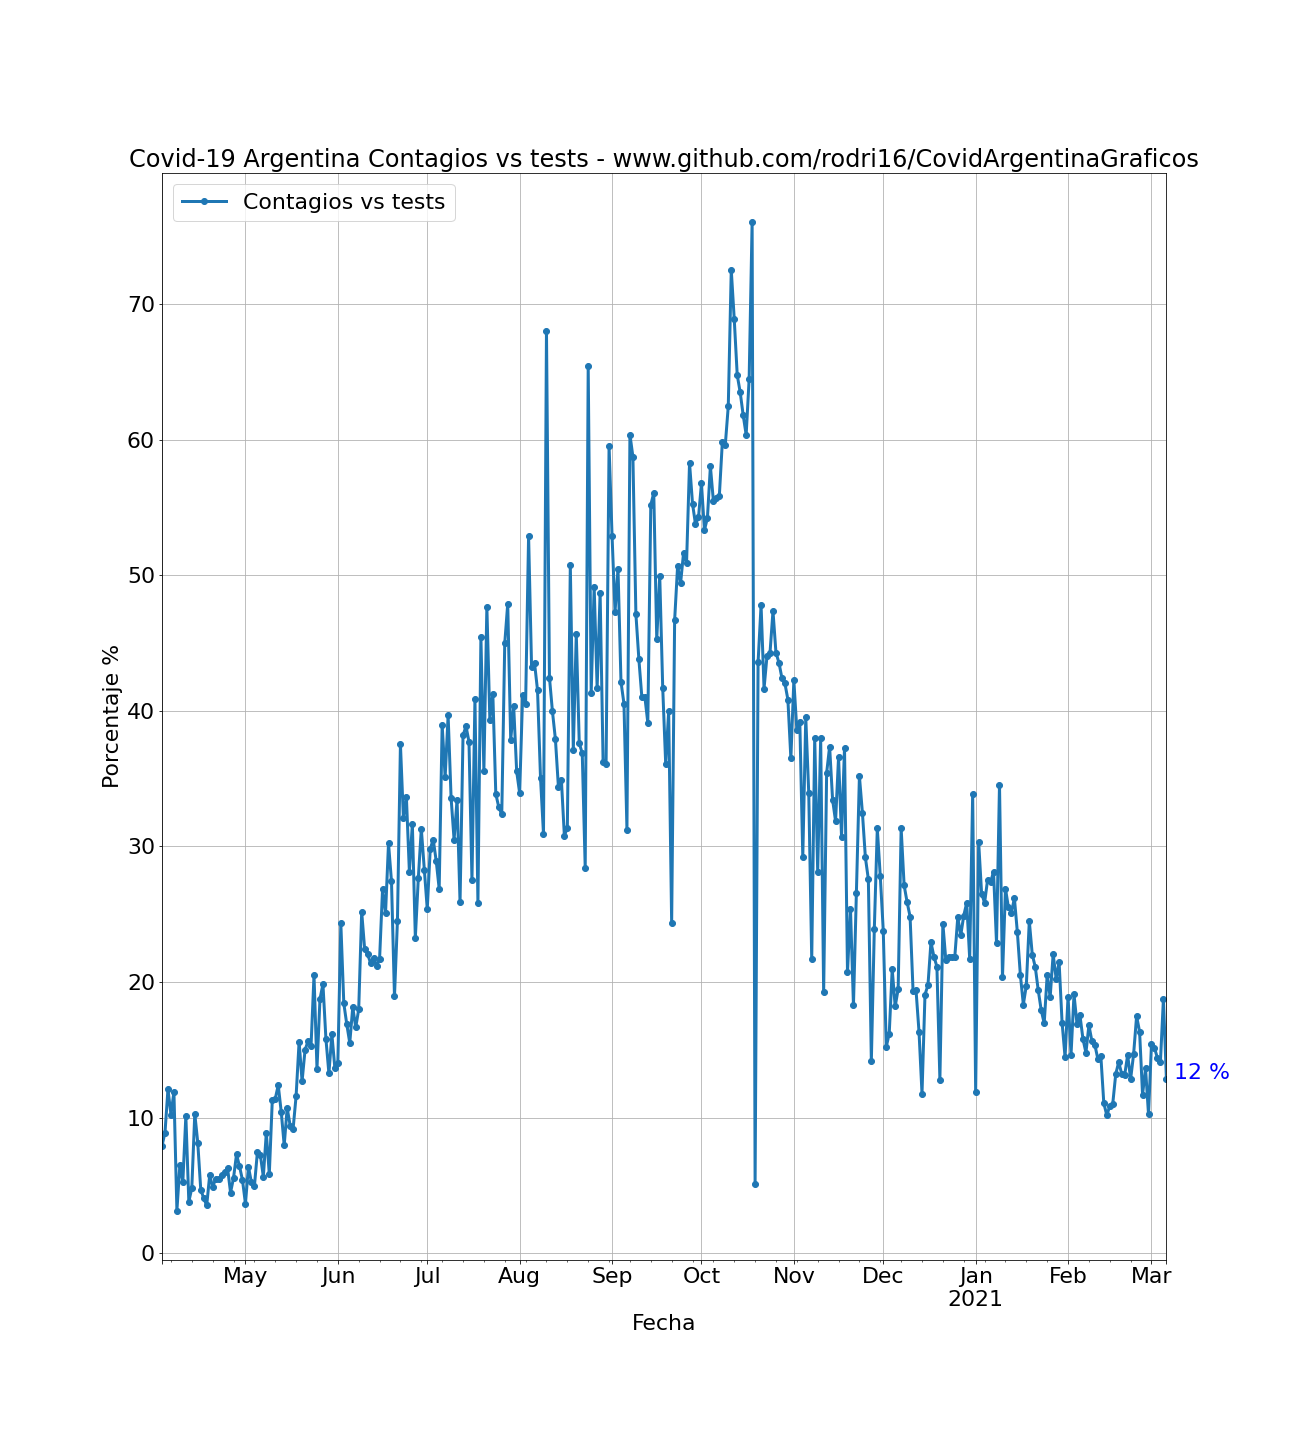 Covid-19 Argentina Contagios vs tests - www.github.com/rodri16/CovidArgentinaGraficos
Contagios vs tests
70
60
50
40
30
20
10
0
Porcentaje %
12 %
May Jun Jul Aug Sep Oct Nov Dec Jan Feb Mar
2021
Fecha